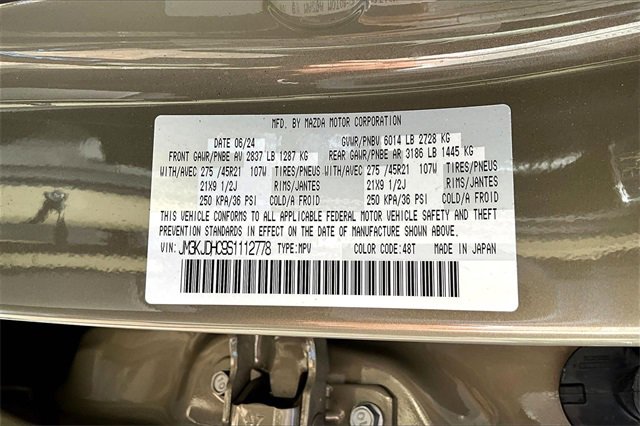 MFD. BY MAZDA MOTOR CORPORATION
DATE 06/24 GVWR/PNBV 6014 LB 2728 KG
FRONT GAWR/PNBE AV 2837 LB 1287 KG REAR GAWR/PNBE AR 3186 LB 1445 KG
WITH/AVEC 275 /45R21 107W TIRES/PNEUS WITH/AVEC 275 /45R21 107W TIRES/PNEUS
21X9 1/2J RIMS/JANTES 21X9 1/2J RIMS/JANTES
250 KPA/36 PSI COLD/A FROID 250 KPA/36 PSI COLD/A FROID
THIS VEHICLE CONFORMS TO ALL APPLICABLE FEDERAL MOTOR VEHICLE SAFETY AND THEFT
PREVENTION STANDARDS IN EFFECT ON THE DATE OF MANUFACTURE SHOWN ABOVE.
VIN: JM3KJDHC9S1112778 TYPE:MPV COLOR CODE:48T MADE IN JAPAN